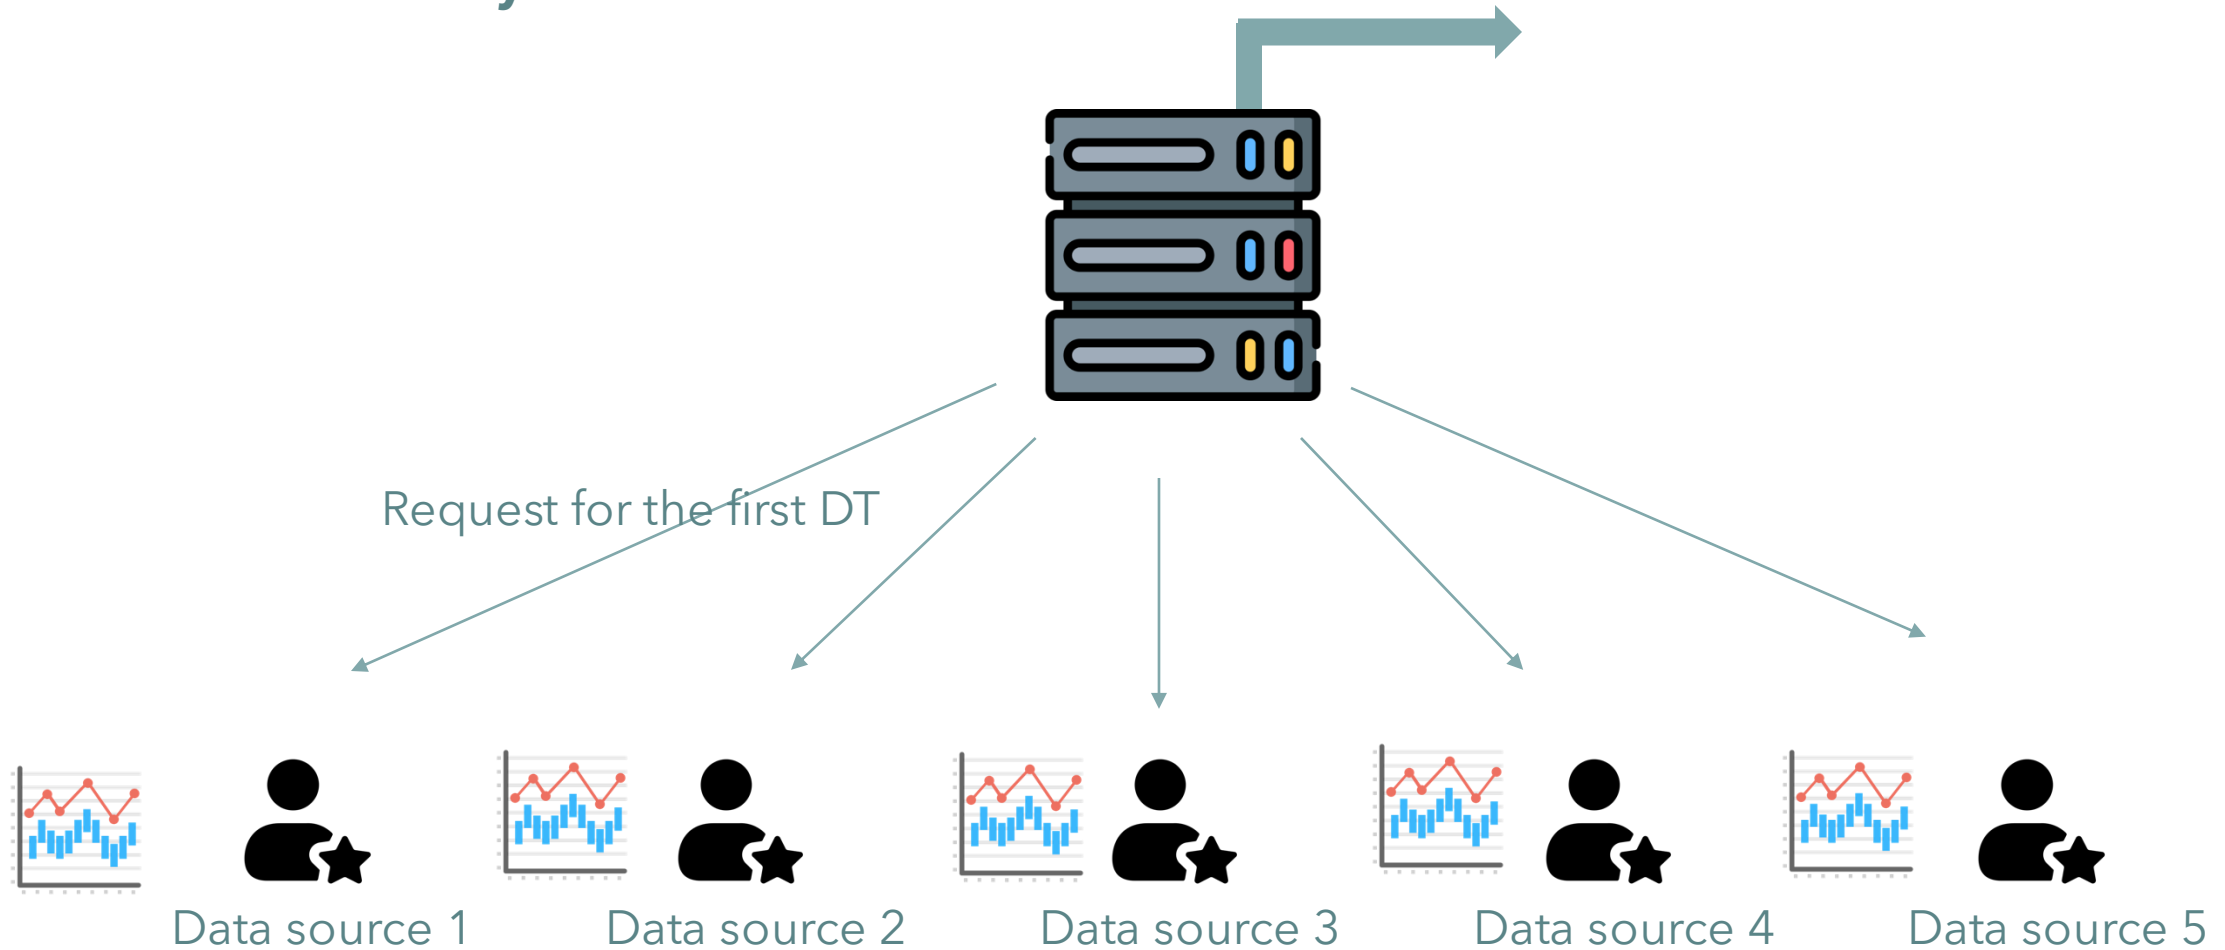 Request for the first DT
Data source 1
Data source 2
Data source 3
Data source 4
Data source 5